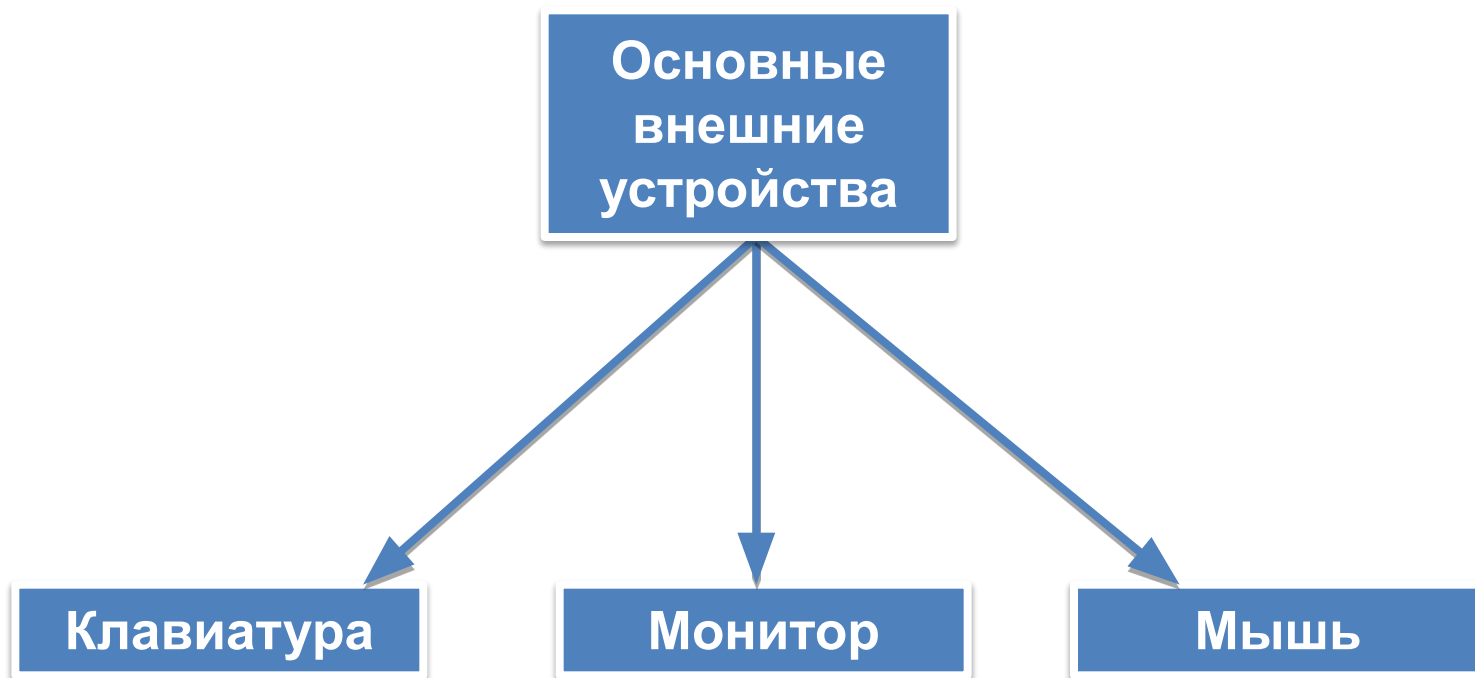 Основные
внешние
устройства
Клавиатура
Монитор
Мышь